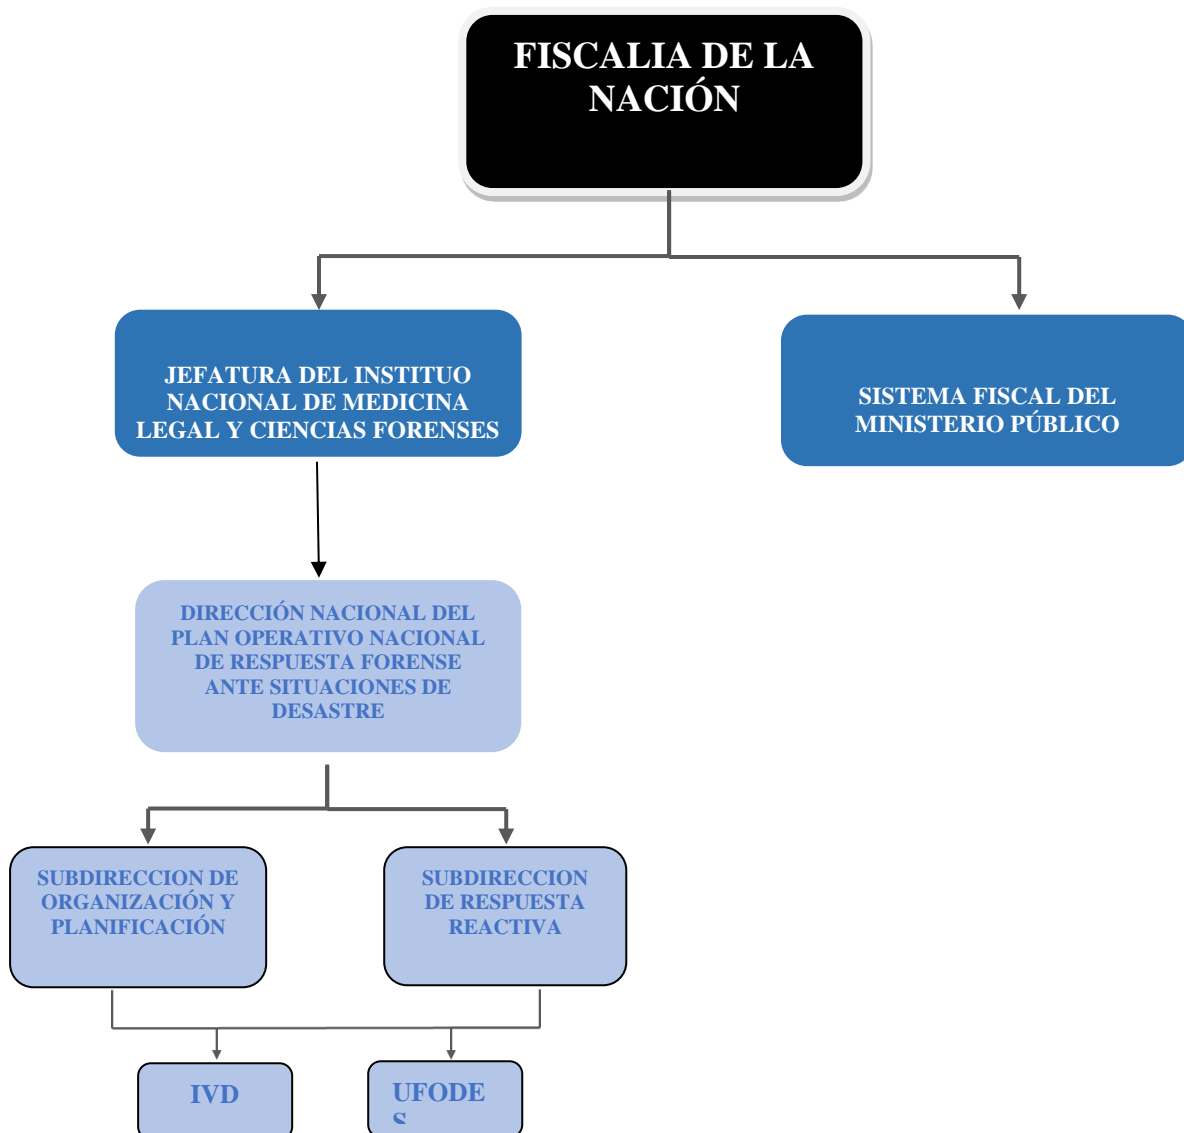 FISCALIA DE LA
NACIÓN
JEFATURA DEL INSTITUO
NACIONAL DE MEDICINA
LEGAL Y CIENCIAS FORENSES
SISTEMA FISCAL DEL
MINISTERIO PÚBLICO
DIRECCIÓN NACIONAL DEL
PLAN OPERATIVO NACIONAL
DE RESPUESTA FORENSE
ANTE SITUACIONES DE
DESASTRE
SUBDIRECCION DE
ORGANIZACIÓN Y
PLANIFICACIÓN
SUBDIRECCION
DE RESPUESTA
REACTIVA
IVD
UFODE
S